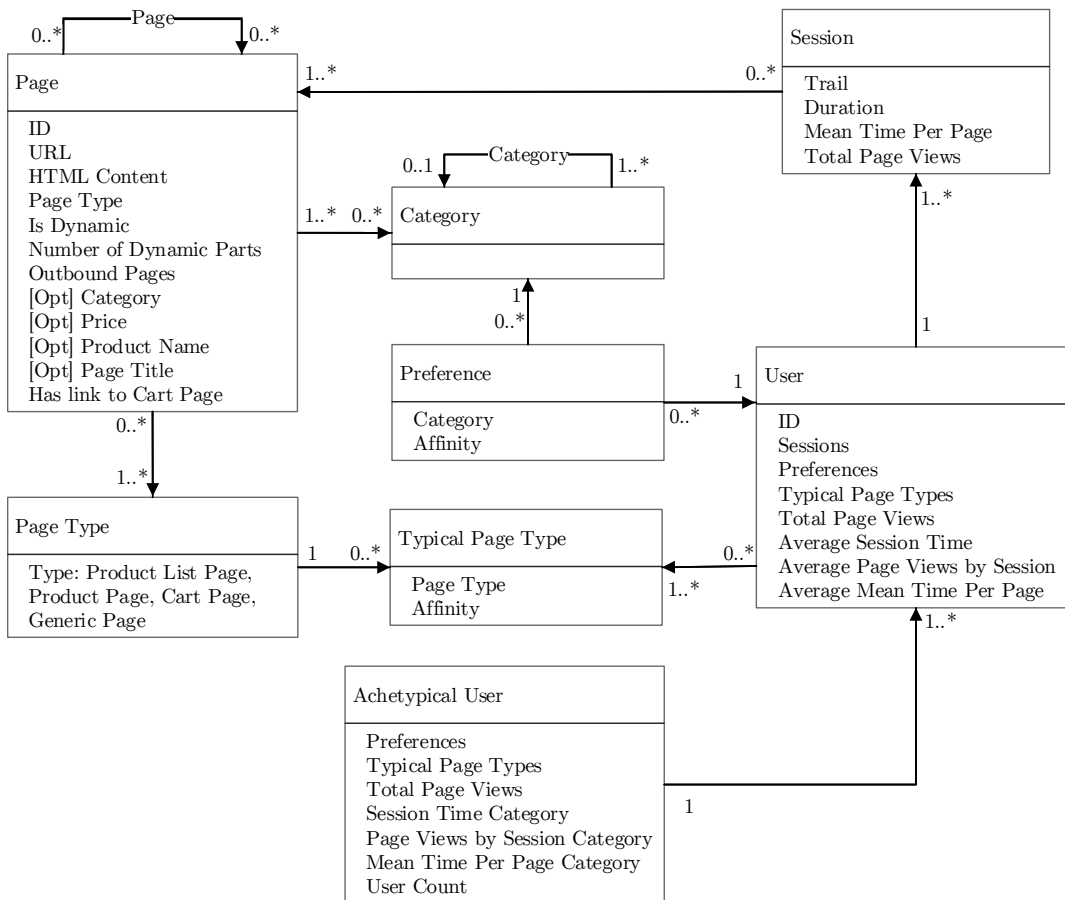 Page
0..*
0..*
Page
ID
URL
HTML Content
Page Type
Is Dynamic
Number of Dynamic Parts
Outbound Pages
[Opt] Category
[Opt] Price
[Opt] Product Name
[Opt] Page Title
Has link to Cart Page
1..*
0..*
Session
Trail
Duration
Mean Time Per Page
Total Page Views
Category
0..1
1..*
1..*
0..*
Category
1
0..*
1..*
1
Preference
Category
Affinity
1
0..*
User
ID
Sessions
Preferences
Typical Page Types
Total Page Views
Average Session Time
Average Page Views by Session
Average Mean Time Per Page
0..*
1..*
Page Type
Type: Product List Page,
Product Page, Cart Page,
Generic Page
1
0..*
Typical Page Type
Page Type
Affinity
0..*
1..*
1..*
Achetypical User
Preferences
Typical Page Types
Total Page Views
Session Time Category
Page Views by Session Category
Mean Time Per Page Category
User Count
1